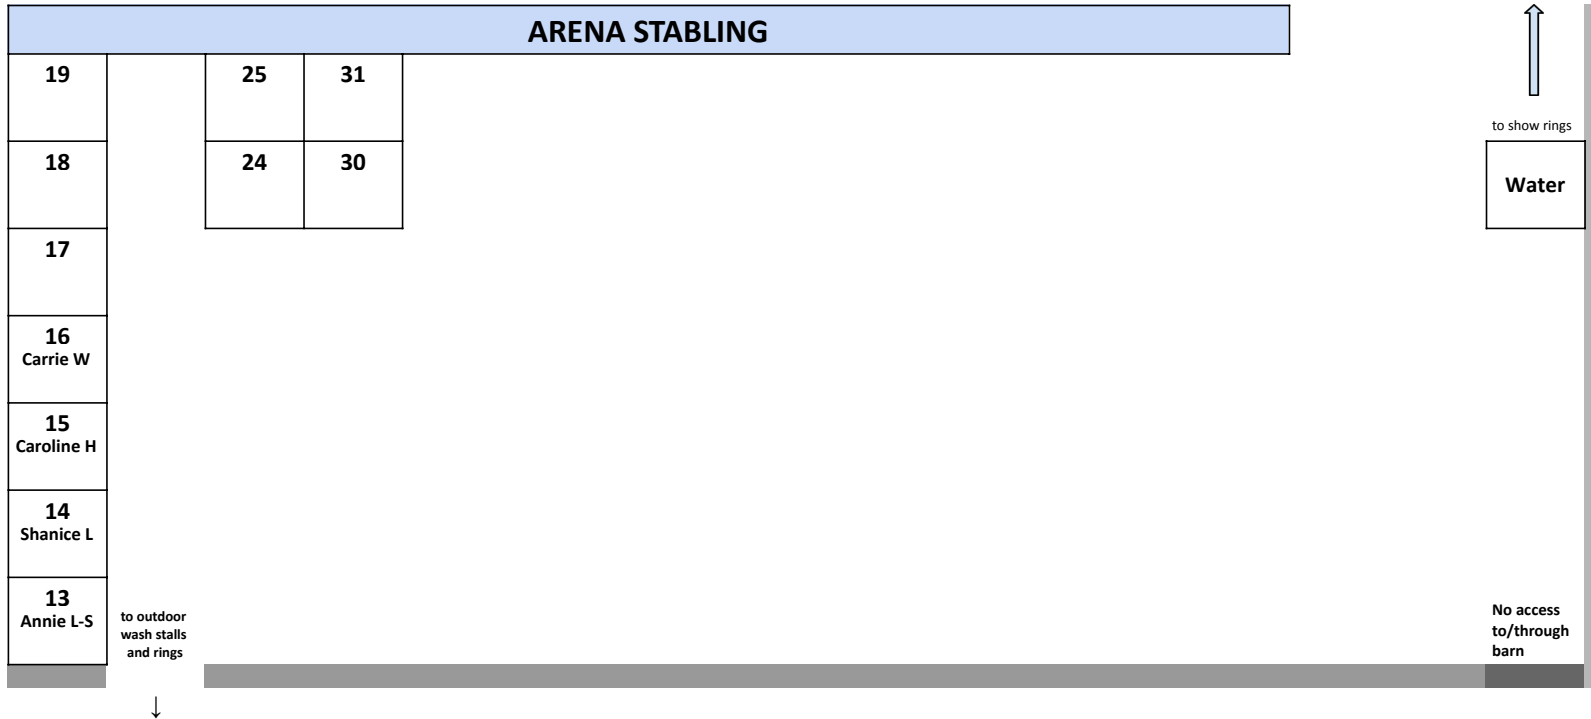 ARENA STABLING
19
25
31
to show rings
18
24
30
Water
17
16
Carrie W
15
Caroline H
14
Shanice L
13
Annie L-S
to outdoor
wash stalls
and rings
↓
No access
to/through
barn